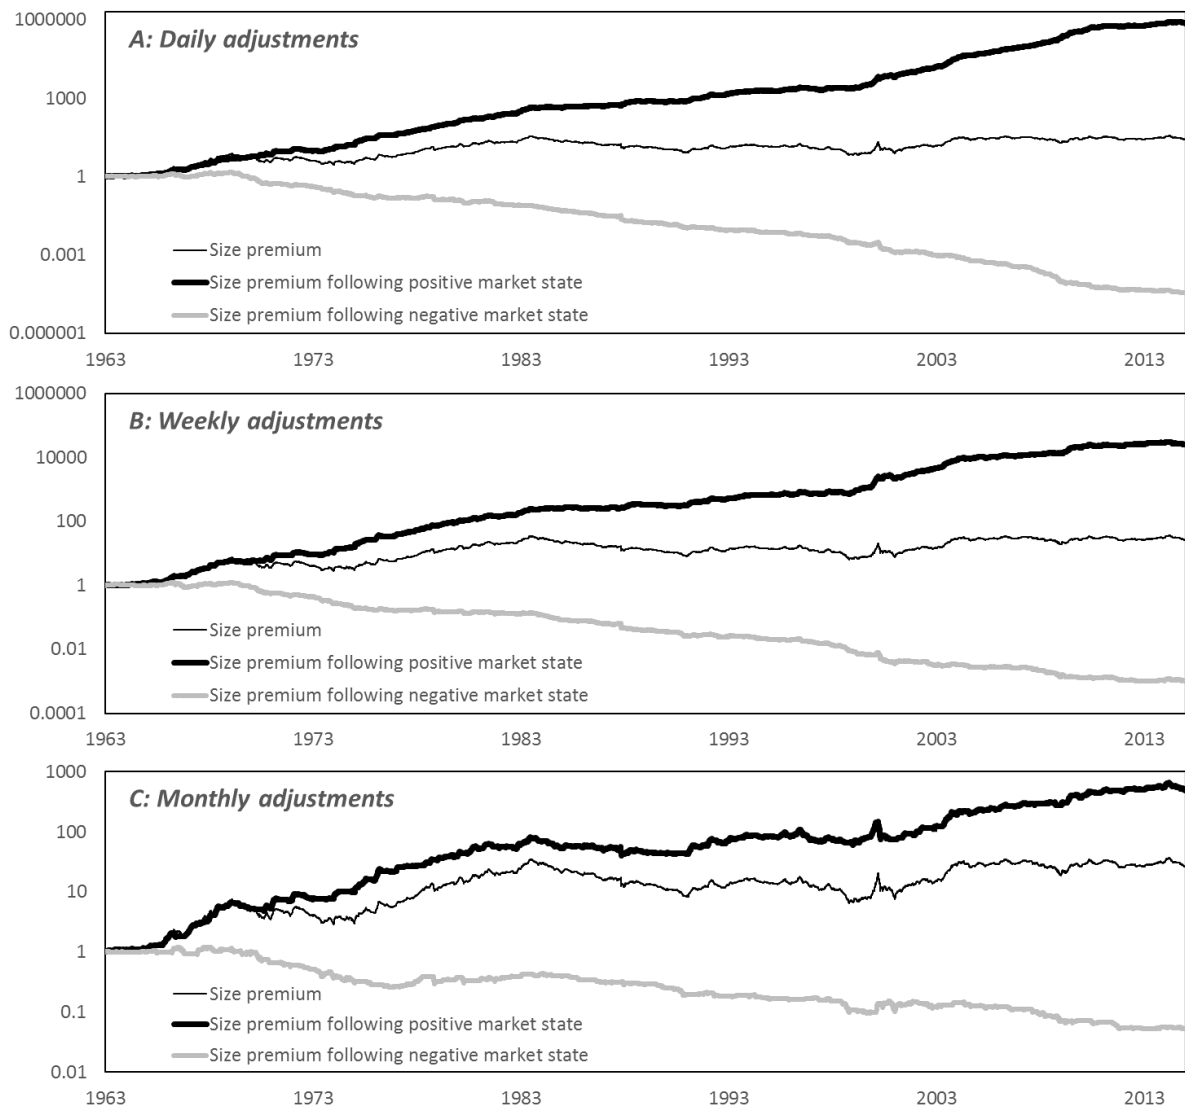 A: Daily adjustments
1000000
1000
1
0.001
0.000001
Size premium
Size premium following positive market state
Size premium following negative market state
1963 1973 1983 1993 2003 2013
B: Weekly adjustments
1000000
10000
100
1
0.01
0.0001
Size premium
Size premium following positive market state
Size premium following negative market state
1963 1973 1983 1993 2003 2013
C: Monthly adjustments
1000
100
10
1
0.1
0.01
Size premium
Size premium following positive market state
Size premium following negative market state
1963 1973 1983 1993 2003 2013